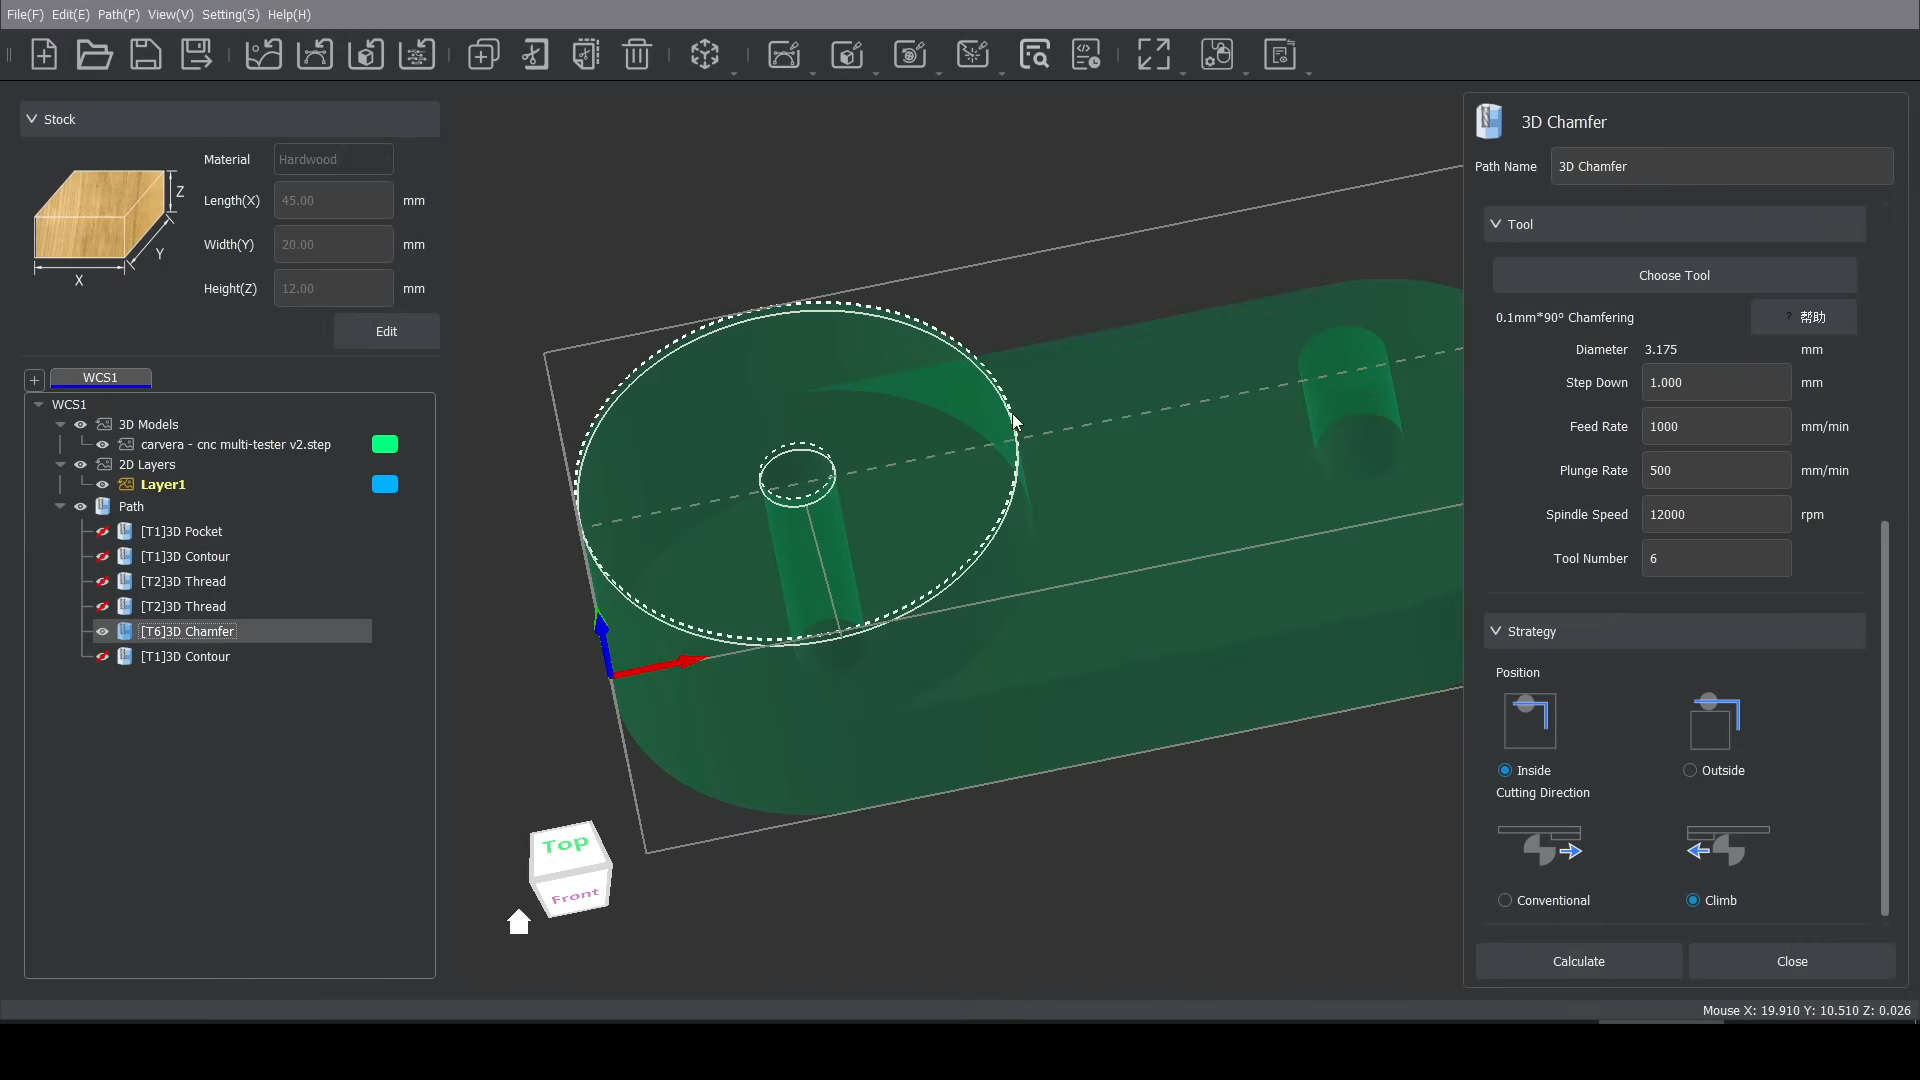 File(F) Edit(E) Path(P) View(V) Setting(S) Help(H)
Stock
Material Hardwood
Length(X) 45.00 mm
Width(Y) 20.00 mm
Height(Z) 12.00 mm
Z
Y
X
Edit
WCS1
WCS1
3D Models
carvera - cnc multi-tester v2.step
2D Layers
Layer1
Path
[T1]3D Pocket
[T1]3D Contour
[T2]3D Thread
[T2]3D Thread
[T6]3D Chamfer
[T1]3D Contour
Top
Front
3D Chamfer
Path Name 3D Chamfer
Tool
Choose Tool
0.1mm*90° Chamfering ? 帮助
Diameter 3.175 mm
Step Down 1.000 mm
Feed Rate 1000 mm/min
Plunge Rate 500 mm/min
Spindle Speed 12000 rpm
Tool Number 6
Strategy
Position
Inside Outside
Cutting Direction
Conventional Climb
Calculate Close
Mouse X: 19.910 Y: 10.510 Z: 0.026